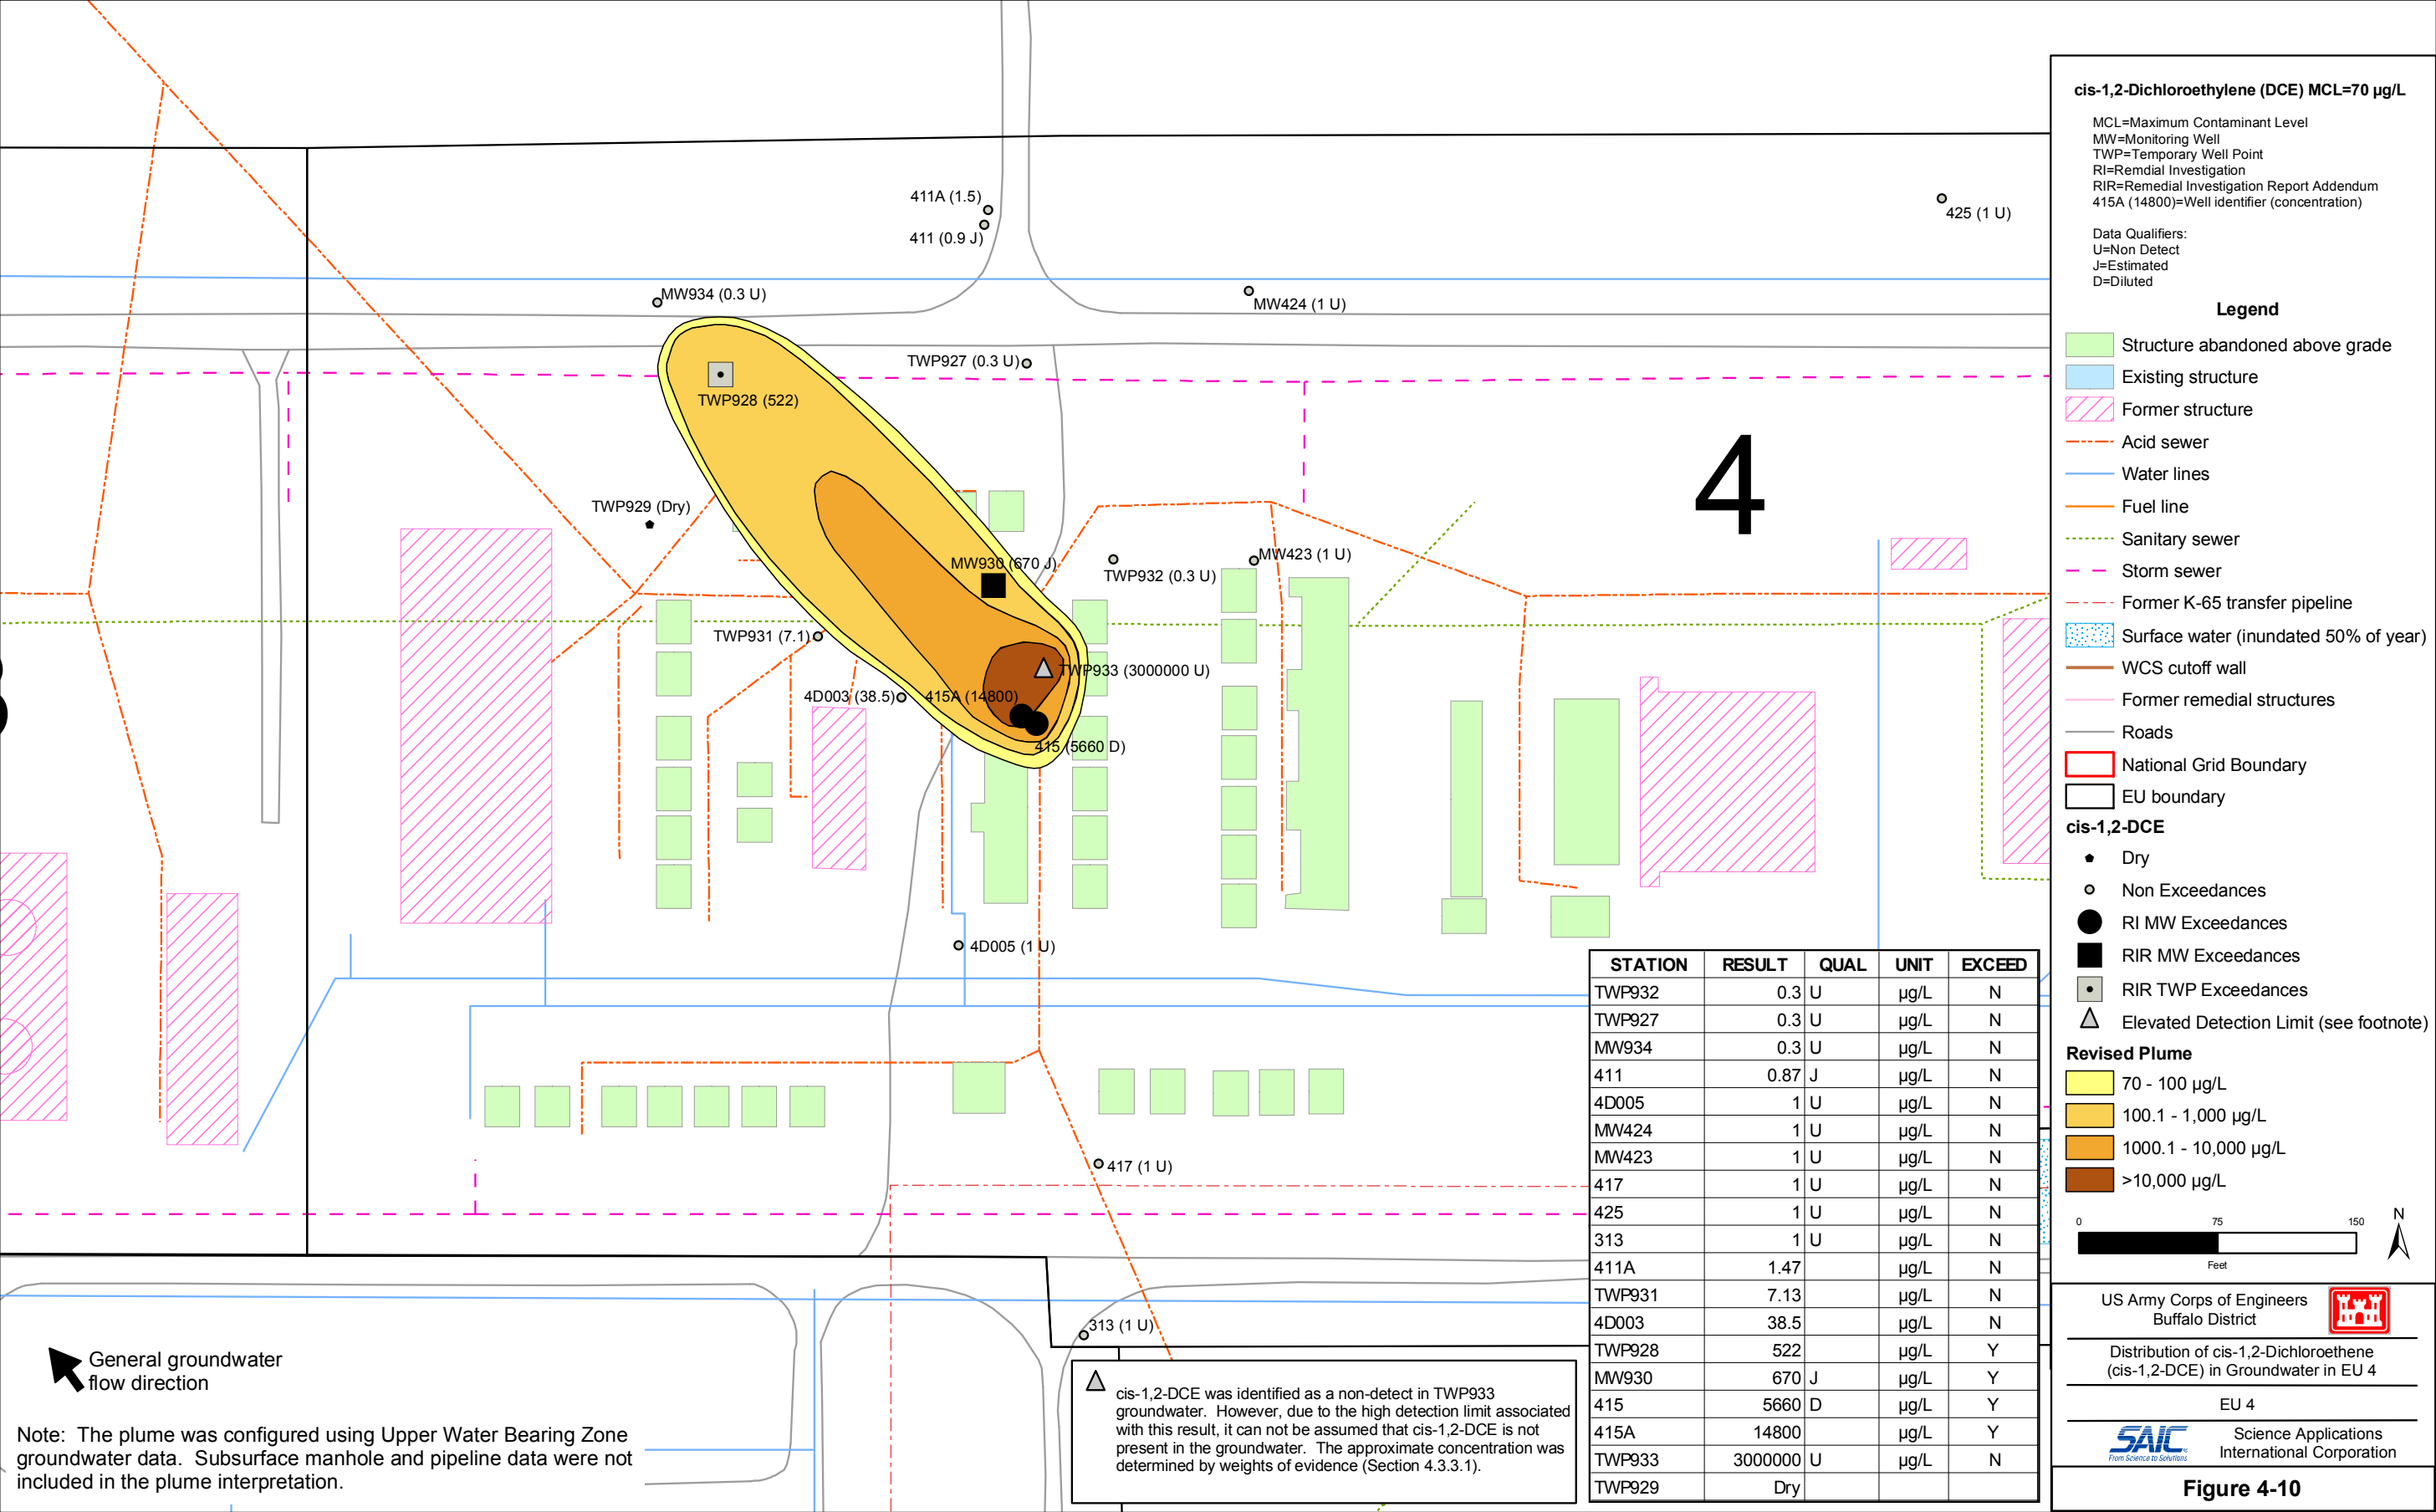 411A (1.5)
411 (0.9 J)
425 (1 U)
MW934 (0.3 U)
MW424 (1 U)
TWP927 (0.3 U)
TWP928 (522)
4
TWP929 (Dry)
MW930 (670 J)
TWP932 (0.3 U)
MW423 (1 U)
TWP931 (7.1)
TWP933 (3000000 U)
4D003 (38.5)
415A (14800)
415 (5660 D)
4D005 (1 U)
417 (1 U)
313 (1 U)
General groundwater
flow direction
Note: The plume was configured using Upper Water Bearing Zone
groundwater data. Subsurface manhole and pipeline data were not
included in the plume interpretation.
cis-1,2-DCE was identified as a non-detect in TWP933
groundwater. However, due to the high detection limit associated
with this result, it can not be assumed that cis-1,2-DCE is not
present in the groundwater. The approximate concentration was
determined by weights of evidence (Section 4.3.3.1).
STATION RESULT QUAL UNIT EXCEED
TWP932 0.3 U µg/L N
TWP927 0.3 U µg/L N
MW934 0.3 U µg/L N
411 0.87 J µg/L N
4D005 1 U µg/L N
MW424 1 U µg/L N
MW423 1 U µg/L N
417 1 U µg/L N
425 1 U µg/L N
313 1 U µg/L N
411A 1.47 µg/L N
TWP931 7.13 µg/L N
4D003 38.5 µg/L N
TWP928 522 µg/L Y
MW930 670 J µg/L Y
415 5660 D µg/L Y
415A 14800 µg/L Y
TWP933 3000000 U µg/L N
TWP929 Dry
cis-1,2-Dichloroethylene (DCE) MCL=70 µg/L
MCL=Maximum Contaminant Level
MW=Monitoring Well
TWP=Temporary Well Point
RI=Remdial Investigation
RIR=Remedial Investigation Report Addendum
415A (14800)=Well identifier (concentration)
Data Qualifiers:
U=Non Detect
J=Estimated
D=Diluted
Legend
Structure abandoned above grade
Existing structure
Former structure
Acid sewer
Water lines
Fuel line
Sanitary sewer
Storm sewer
Former K-65 transfer pipeline
Surface water (inundated 50% of year)
WCS cutoff wall
Former remedial structures
Roads
National Grid Boundary
EU boundary
cis-1,2-DCE
Dry
Non Exceedances
RI MW Exceedances
RIR MW Exceedances
RIR TWP Exceedances
Elevated Detection Limit (see footnote)
Revised Plume
70 - 100 µg/L
100.1 - 1,000 µg/L
1000.1 - 10,000 µg/L
>10,000 µg/L
0 75 150
Feet
N
US Army Corps of Engineers
Buffalo District
Distribution of cis-1,2-Dichloroethene
(cis-1,2-DCE) in Groundwater in EU 4
EU 4
SAIC
From Science to Solutions
Science Applications
International Corporation
Figure 4-10